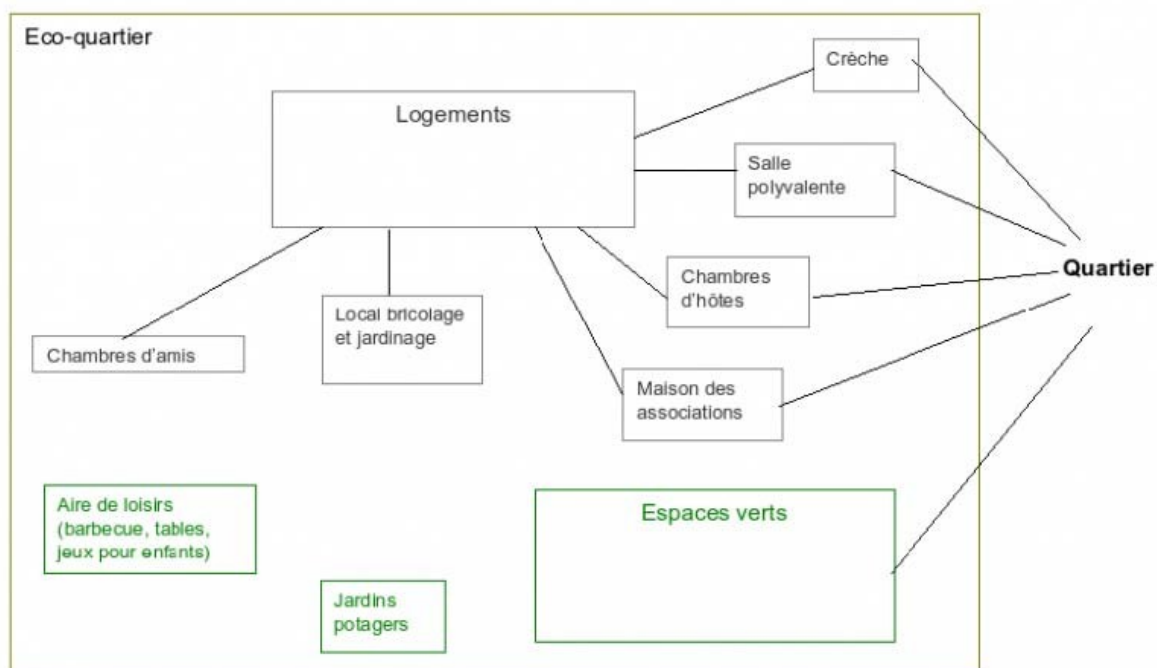 Eco-quartier
Crèche
Logements
Salle
polyvalente
Quartier
Chambres
d'hôtes
Local bricolage
et jardinage
Chambres d'amis
Maison des
associations
Aire de loisirs
(barbecue, tables,
jeux pour enfants)
Espaces verts
Jardins
potagers